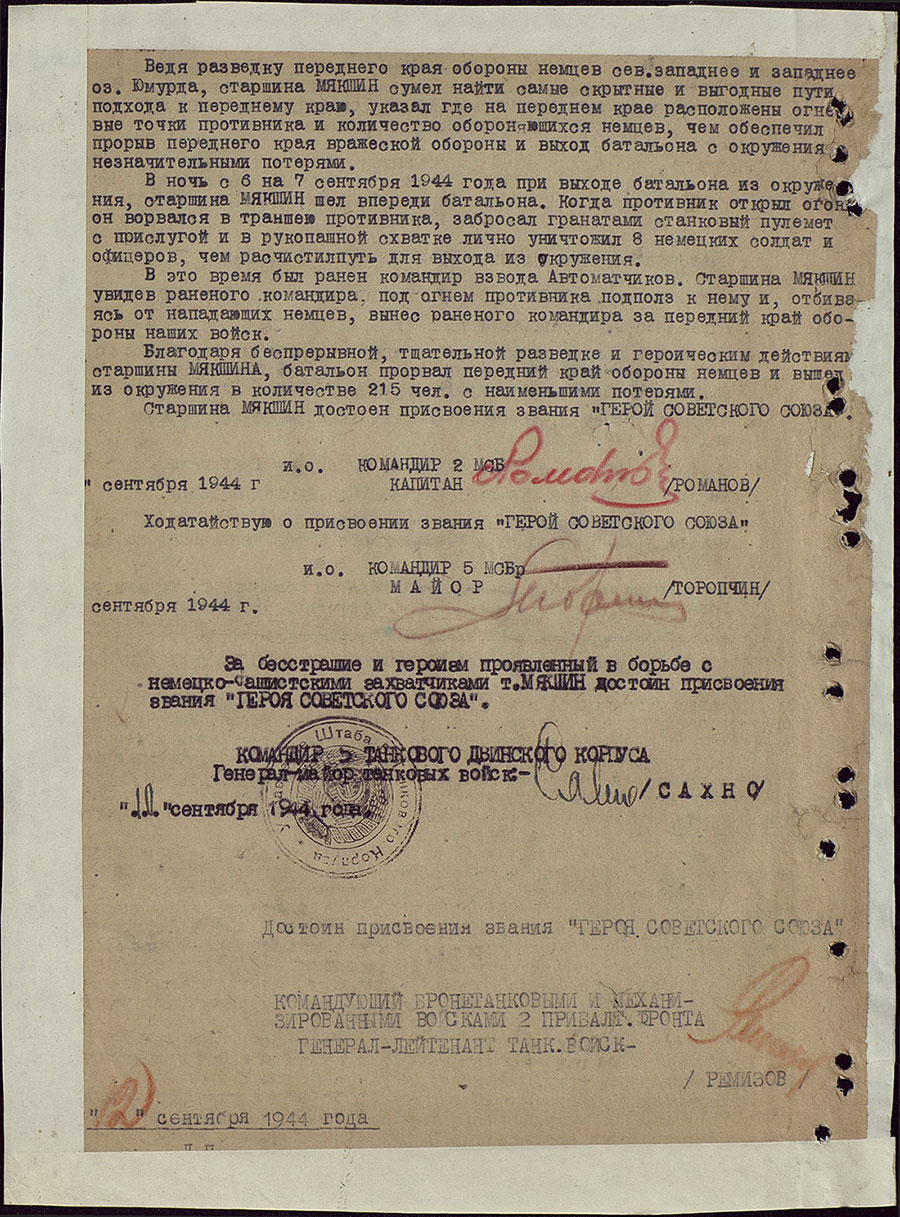 Ведя разведку переднего края обороны немцев сев.западнее и западнее
оз. Юмурда, старшина МЯКШИН сумел найти самые скрытные и выгодные пути
подхода к переднему краю, указал где на переднем крае расположены огне-
вые точки противника и количество обороняющихся немцев, чем обеспечил
прорыв переднего края вражеской обороны и выход батальона с окружения с
незначительными потерями.
В ночь с 6 на 7 сентября 1944 года при выходе батальона из окруже-
ния, старшина МЯКШИН шел впереди батальона. Когда противник открыл огонь
он ворвался в траншею противника, забросал гранатами станковый пулемет
с прислугой и в рукопашной схватке лично уничтожил 8 немецких солдат и
офицеров, чем расчистилпуть для выхода из окружения.
В это время был ранен командир взвода Автоматчиков. Старшина МЯКШИН
увидев раненого командира, под огнем противника подполз к нему и, отбива-
ясь от нападающих немцев, вынес раненого командира за передний край обо-
роны наших войск.
Благодаря беспрерывной, тщательной разведке и героическим действиям
старшины МЯКШИНА, батальон прорвал передний край обороны немцев и вышел
из окружения в количестве 215 чел. с наименьшими потерями.
Старшина МЯКШИН достоин присвоения звания "ГЕРОЙ СОВЕТСКОГО СОЮЗА".
и.о. КОМАНДИР 2 МСБ
" сентября 1944 г КАПИТАН /РОМАНОВ/
Ходатайствую о присвоении звания "ГЕРОЙ СОВЕТСКОГО СОЮЗА"
и.о. КОМАНДИР 5 МСБр
МАЙОР /ТОРОПЧИН/
сентября 1944 г.
За бесстрашие и героизм проявленный в борьбе с
немецко-фашистскими захватчиками т.МЯКШИН достоин присвоения
звания "ГЕРОЯ СОВЕТСКОГО СОЮЗА".
КОМАНДИР 5 ТАНКОВОГО ДВИНСКОГО КОРПУСА
Генерал-майор танковых войск:-
/САХНО/
" " сентября 1944 года.
Штаба
Корпуса
Достоин присвоения звания "ГЕРОЯ СОВЕТСКОГО СОЮЗА"
КОМАНДУЮЩИЙ БРОНЕТАНКОВЫМИ И МЕХАНИ-
ЗИРОВАННЫМИ ВОЙСКАМИ 2 ПРИБАЛТ. ФРОНТА
ГЕНЕРАЛ-ЛЕЙТЕНАНТ ТАНК.ВОЙСК-
/ РЕМИЗОВ /
"12" сентября 1944 года